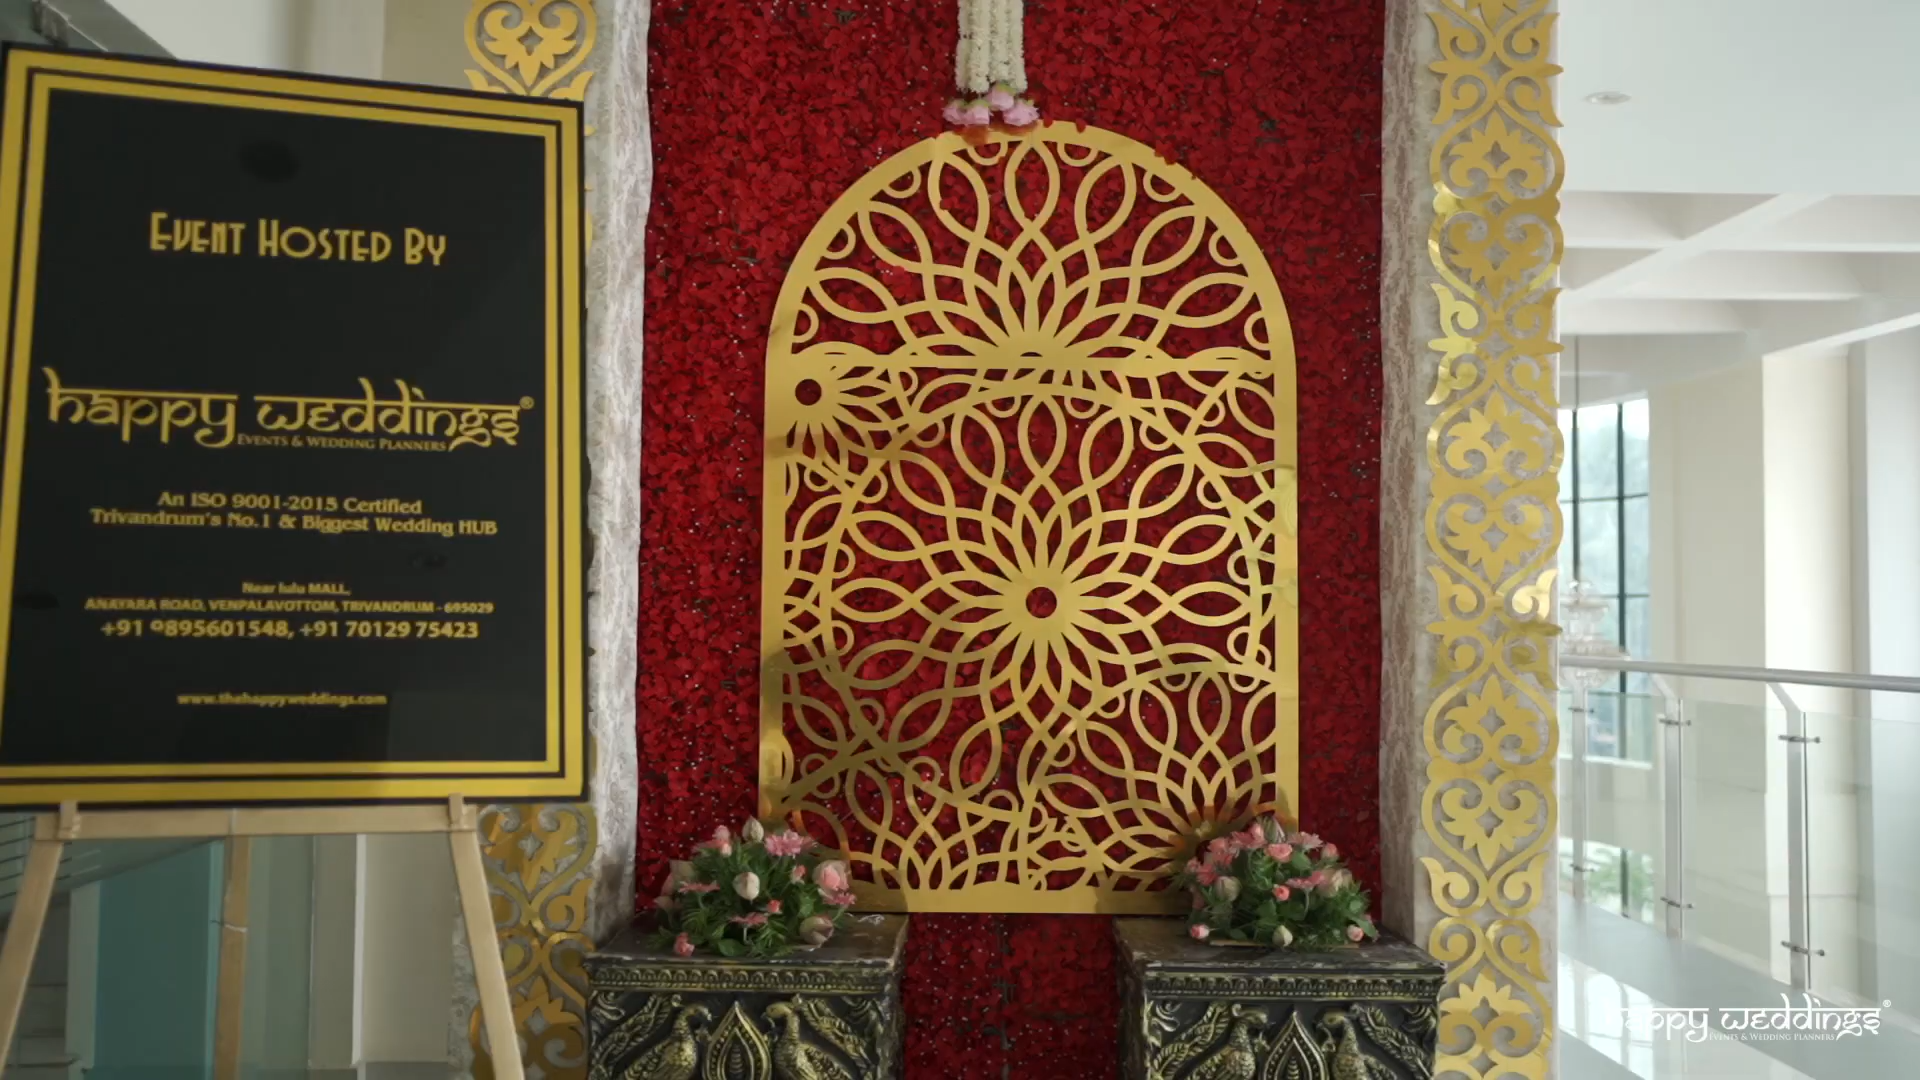 EVENT HOSTED BY
happy weddings®
EVENTS & WEDDING PLANNERS
An ISO 9001-2015 Certified
Trivandrum's No.1 & Biggest Wedding HUB
Near lulu MALL,
ANAYARA ROAD, VENPALAVOTTOM, TRIVANDRUM - 695029
+91 9895601548, +91 70129 75423
www.thehappyweddings.com
happy weddings®
EVENTS & WEDDING PLANNERS